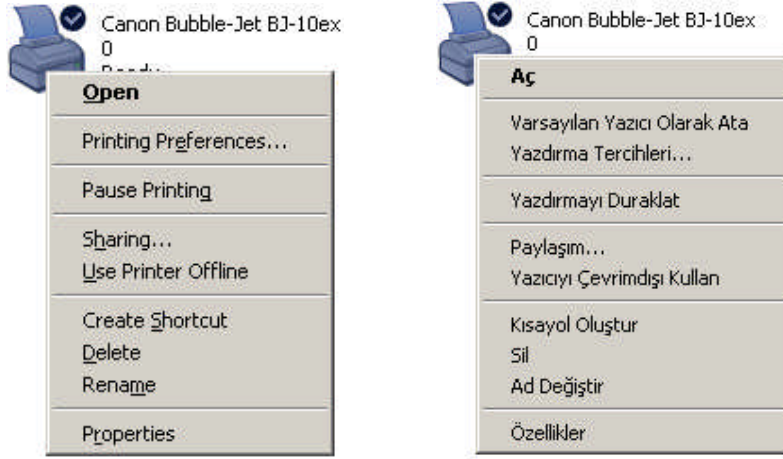 Canon Bubble-Jet BJ-10ex
0
Open
Printing Preferences...
Pause Printing
Sharing...
Use Printer Offline
Create Shortcut
Delete
Rename
Properties
Canon Bubble-Jet BJ-10ex
0
Aç
Varsayılan Yazıcı Olarak Ata
Yazdırma Tercihleri...
Yazdırmayı Duraklat
Paylaşım...
Yazıcıyı Çevrimdışı Kullan
Kısayol Oluştur
Sil
Ad Değiştir
Özellikler